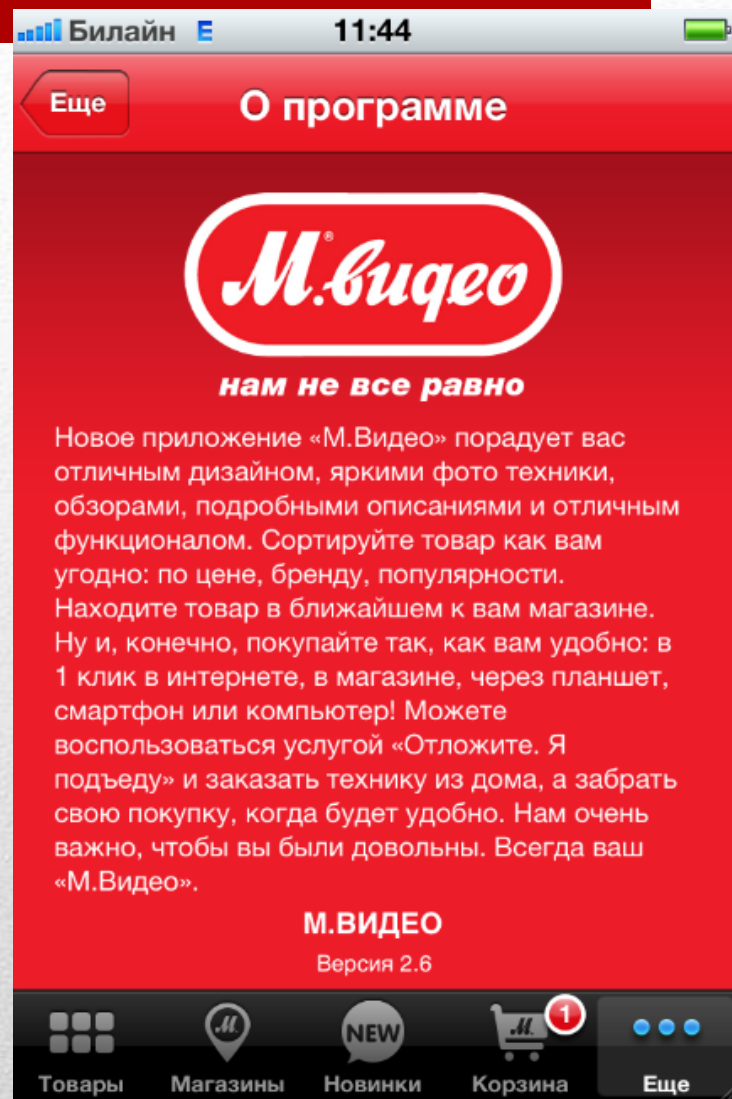 Билайн E 11:44
Еще
О программе
М.видео
нам не все равно
Новое приложение «М.Видео» порадует вас
отличным дизайном, яркими фото техники,
обзорами, подробными описаниями и отличным
функционалом. Сортируйте товар как вам
угодно: по цене, бренду, популярности.
Находите товар в ближайшем к вам магазине.
Ну и, конечно, покупайте так, как вам удобно: в
1 клик в интернете, в магазине, через планшет,
смартфон или компьютер! Можете
воспользоваться услугой «Отложите. Я
подъеду» и заказать технику из дома, а забрать
свою покупку, когда будет удобно. Нам очень
важно, чтобы вы были довольны. Всегда ваш
«М.Видео».
М.ВИДЕО
Версия 2.6
М. NEW М. 1
Товары Магазины Новинки Корзина Еще